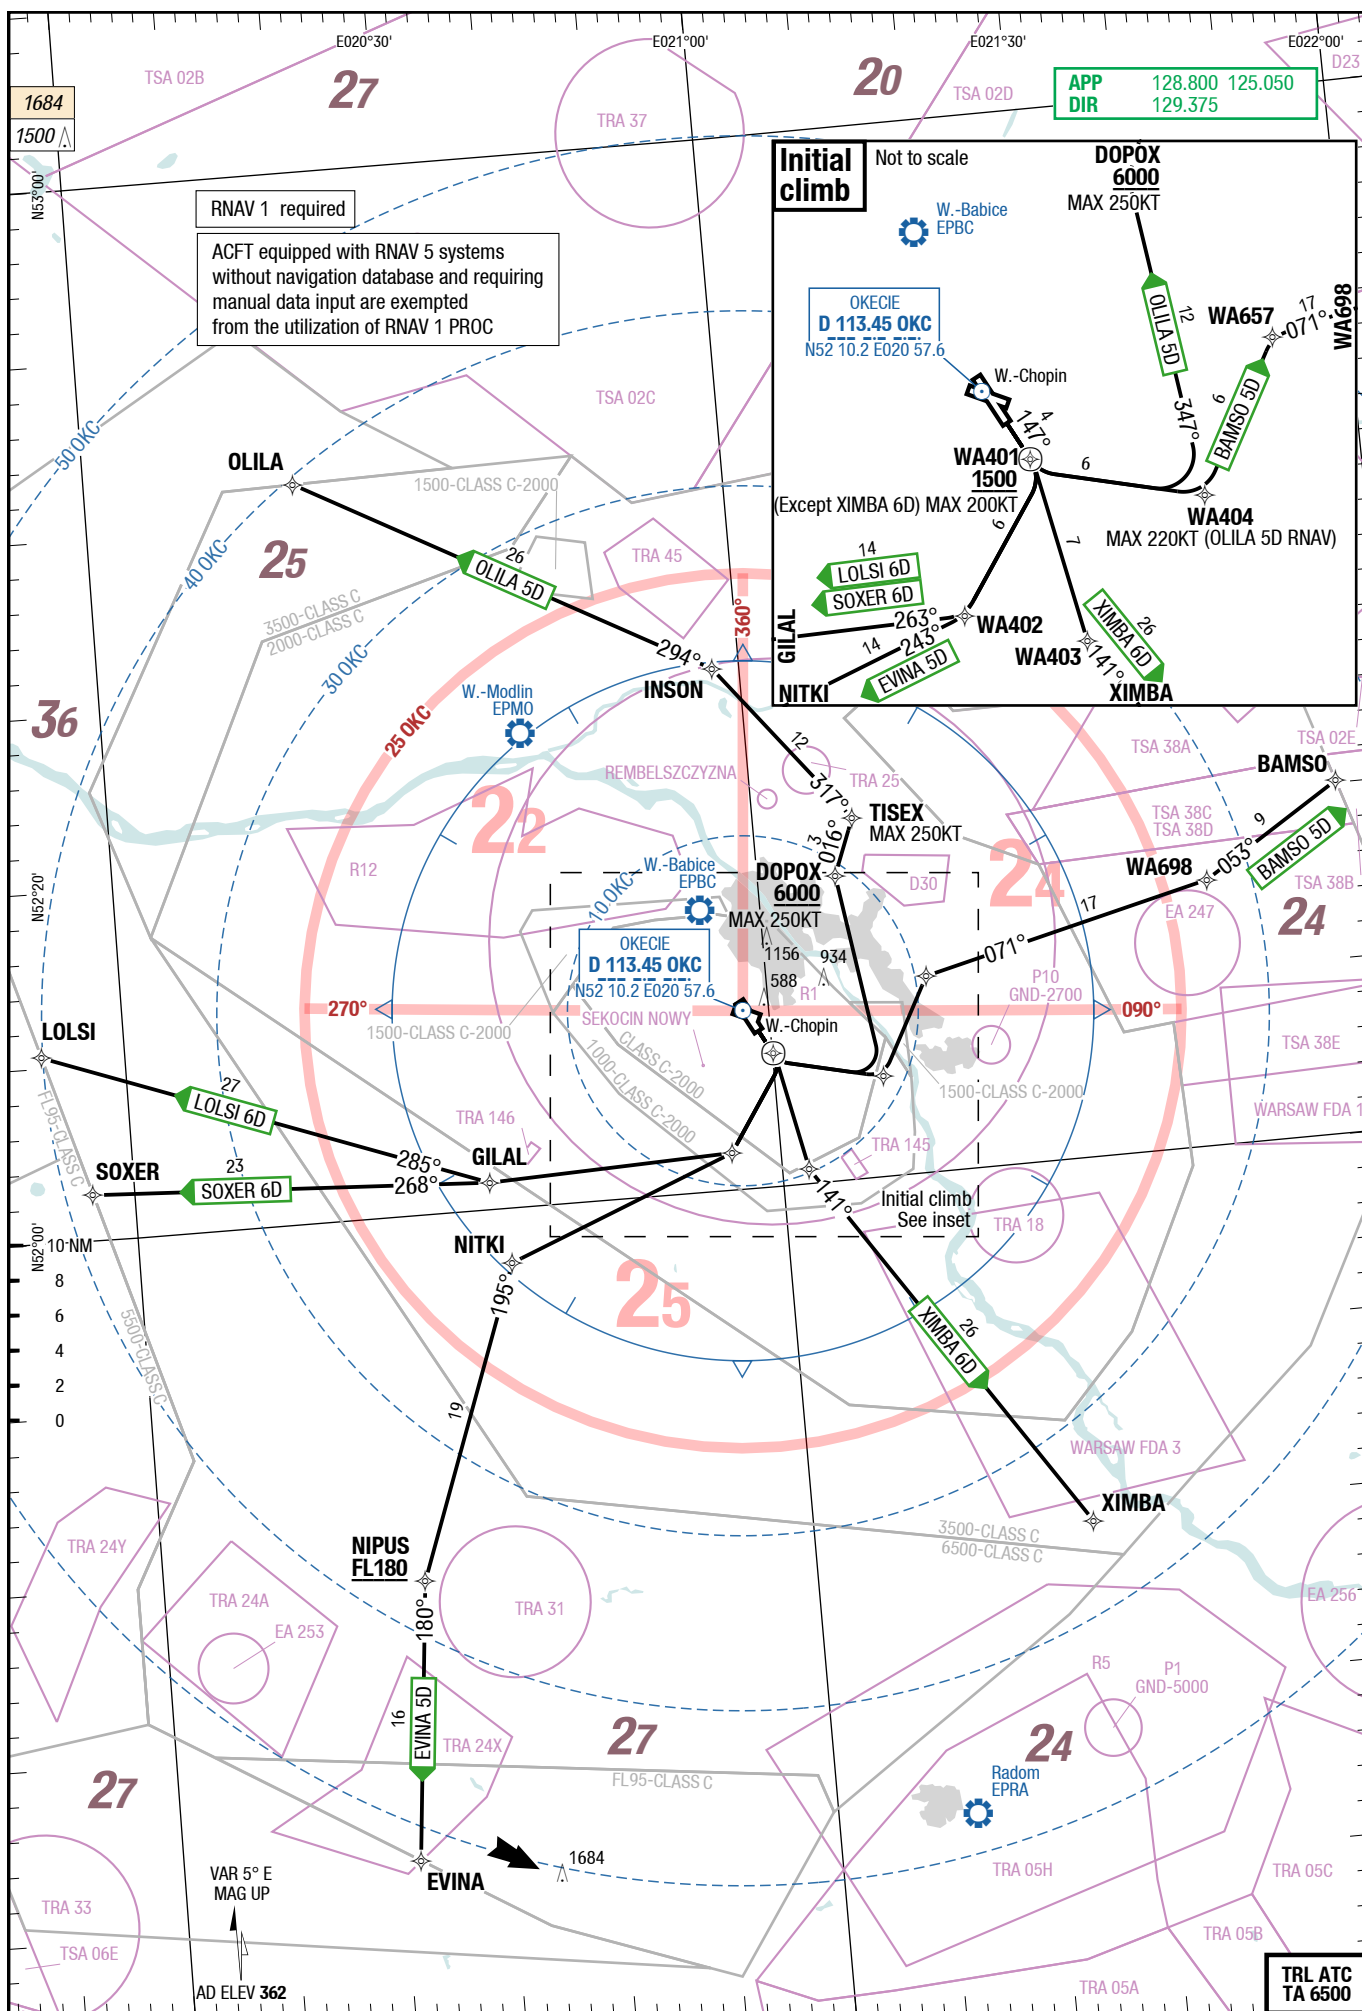 E020°30'
E021°00'
E021°30'
E022°00'
TSA 02B
27
20
TSA 02D
D23
1684
1500
TRA 37
APP 128.800 125.050
DIR 129.375
N53°00'
RNAV 1 required
ACFT equipped with RNAV 5 systems
without navigation database and requiring
manual data input are exempted
from the utilization of RNAV 1 PROC
Initial
climb
Not to scale
DOPOX
6000
MAX 250KT
W.-Babice
EPBC
OKECIE
D 113.45 OKC
N52 10.2 E020 57.6
OLILA 5D
12
347°
WA657
17
071°
WA698
BAMSO 5D
9
W.-Chopin
4
147°
WA401
1500
(Except XIMBA 6D) MAX 200KT
6
WA404
MAX 220KT (OLILA 5D RNAV)
9
7
14
LOLSI 6D
SOXER 6D
263°
GILAL
WA402
243°
14
EVINA 5D
NITKI
WA403
XIMBA 6D
26
141°
XIMBA
TSA 02C
50 OKC
OLILA
1500-CLASS C-2000
25
40 OKC
26
OLILA 5D
TRA 45
3500-CLASS C
2000-CLASS C
360°
30 OKC
294°
INSON
W.-Modlin
EPMO
36
25 OKC
12
317°
REMBELSZCZYZNA
TRA 25
TSA 38A
TSA 02E
BAMSO
22
TISEX
MAX 250KT
3
016°
TSA 38C
TSA 38D
9
053°
BAMSO 5D
R12
W.-Babice
EPBC
10 OKC
DOPOX
6000
MAX 250KT
D30
24
WA698
TSA 38B
N52°20'
17
EA 247
24
071°
OKECIE
D 113.45 OKC
N52 10.2 E020 57.6
1156
934
588
R1
P10
GND-2700
270°
090°
1500-CLASS C-2000
SEKOCIN NOWY
W.-Chopin
LOLSI
TSA 38E
CLASS C-2000
1000-CLASS C-2000
1500-CLASS C-2000
WARSAW FDA 1
27
LOLSI 6D
FL95-CLASS C
TRA 146
TRA 145
285°
GILAL
SOXER
23
SOXER 6D
268°
141°
Initial climb
See inset
TRA 18
N52°00'
10 NM
8
6
4
2
0
NITKI
195°
25
5500-CLASS C
XIMBA 6D
26
19
WARSAW FDA 3
XIMBA
3500-CLASS C
6500-CLASS C
TRA 24Y
NIPUS
FL180
TRA 24A
EA 253
180°
TRA 31
EA 256
R5
P1
GND-5000
16
EVINA 5D
TRA 24X
27
24
FL95-CLASS C
27
Radom
EPRA
1684
EVINA
VAR 5° E
MAG UP
TRA 33
TSA 06E
TRA 05H
TRA 05C
TRA 05B
TRA 05A
AD ELEV 362
TRL ATC
TA 6500